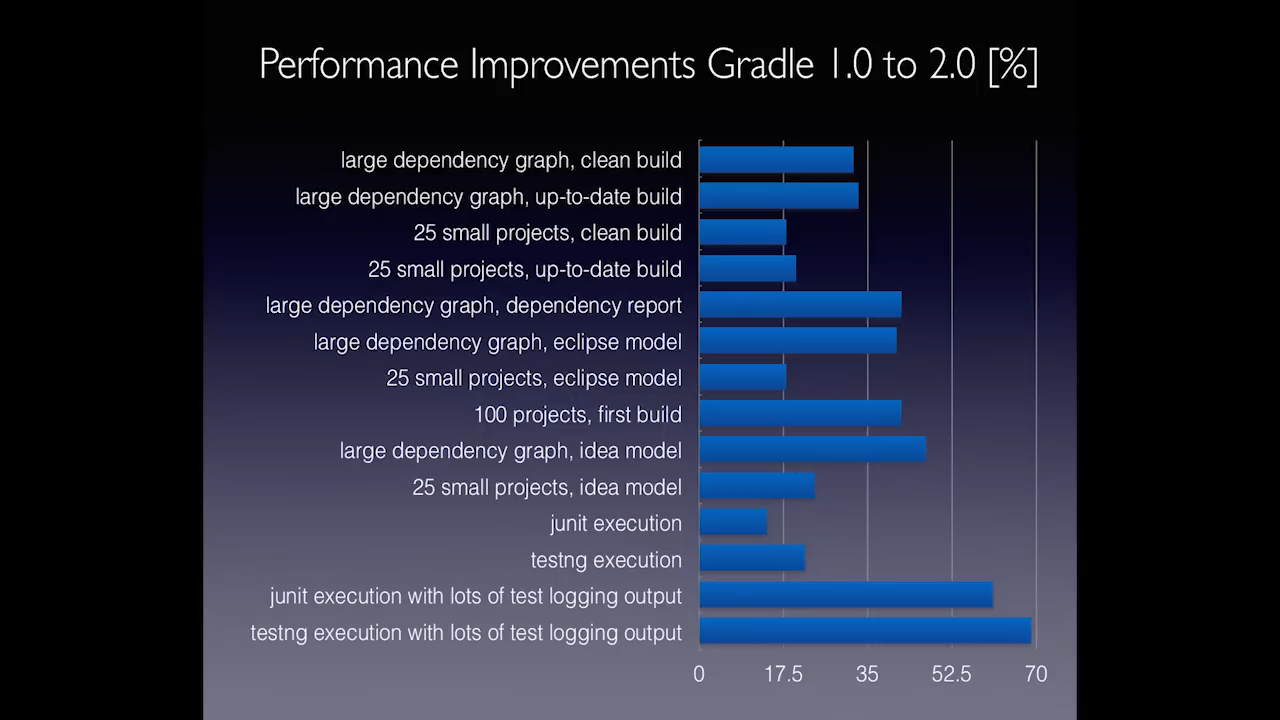 Performance Improvements Gradle 1.0 to 2.0 [%]
large dependency graph, clean build
large dependency graph, up-to-date build
25 small projects, clean build
25 small projects, up-to-date build
large dependency graph, dependency report
large dependency graph, eclipse model
25 small projects, eclipse model
100 projects, first build
large dependency graph, idea model
25 small projects, idea model
junit execution
testng execution
junit execution with lots of test logging output
testng execution with lots of test logging output
0 17.5 35 52.5 70